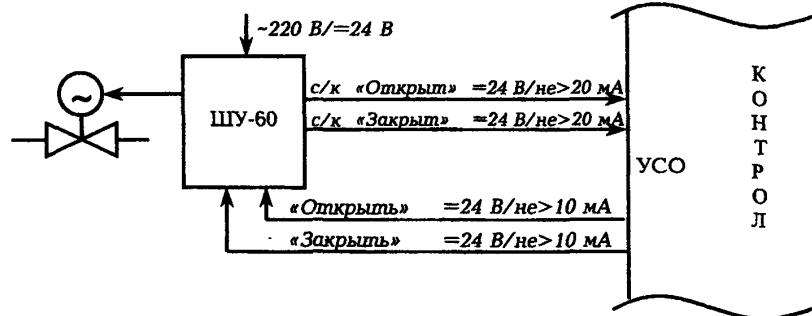 ~220 В/=24 В
с/к «Открыт» =24 В/не>20 мА
ШУ-60
с/к «Закрыт» =24 В/не>20 мА
УСО
«Открыть» =24 В/не>10 мА
«Закрыть» =24 В/не>10 мА
КОНТРОЛ
~